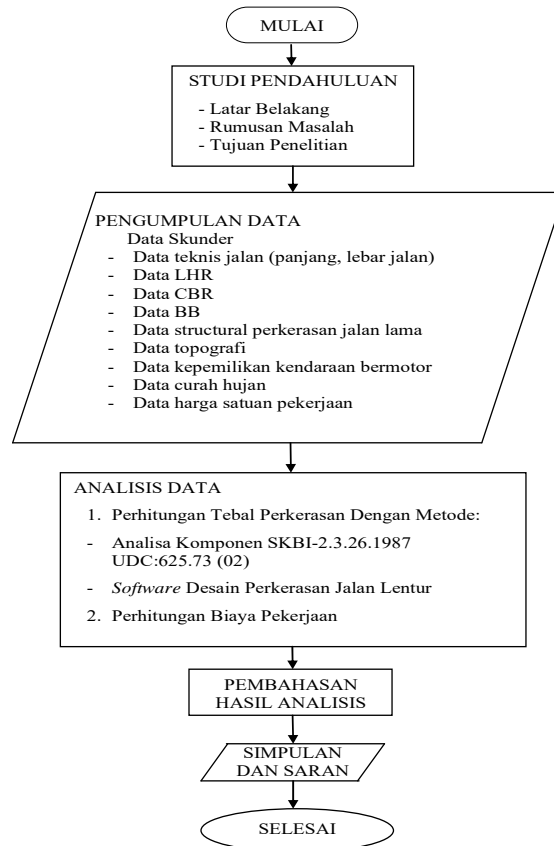 MULAI
STUDI PENDAHULUAN
- Latar Belakang
- Rumusan Masalah
- Tujuan Penelitian
PENGUMPULAN DATA
Data Skunder
- Data teknis jalan (panjang, lebar jalan)
- Data LHR
- Data CBR
- Data BB
- Data structural perkerasan jalan lama
- Data topografi
- Data kepemilikan kendaraan bermotor
- Data curah hujan
- Data harga satuan pekerjaan
ANALISIS DATA
1. Perhitungan Tebal Perkerasan Dengan Metode:
- Analisa Komponen SKBI-2.3.26.1987
UDC:625.73 (02)
- Software Desain Perkerasan Jalan Lentur
2. Perhitungan Biaya Pekerjaan
PEMBAHASAN
HASIL ANALISIS
SIMPULAN
DAN SARAN
SELESAI